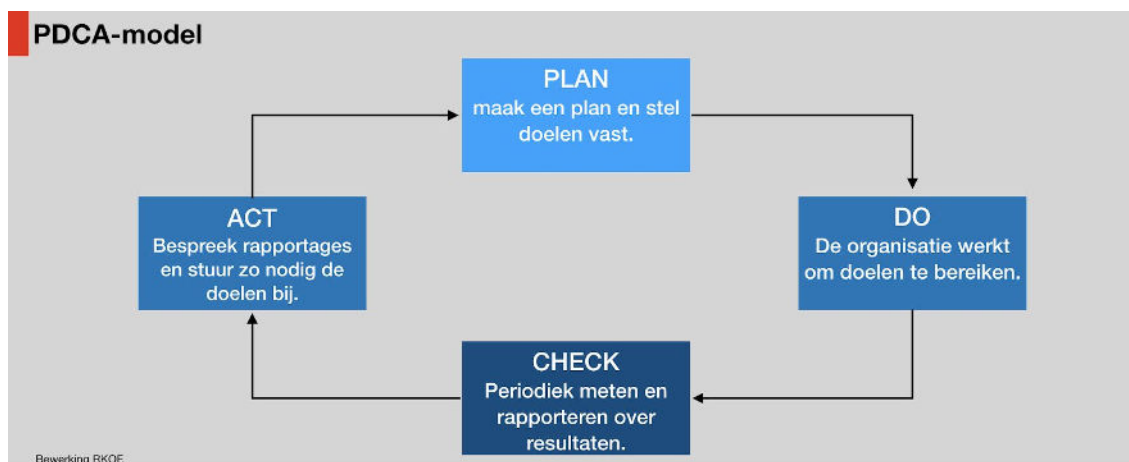 PDCA-model
PLAN
maak een plan en stel
doelen vast.
DO
De organisatie werkt
om doelen te bereiken.
CHECK
Periodiek meten en
rapporteren over
resultaten.
ACT
Bespreek rapportages
en stuur zo nodig de
doelen bij.
Bewerking